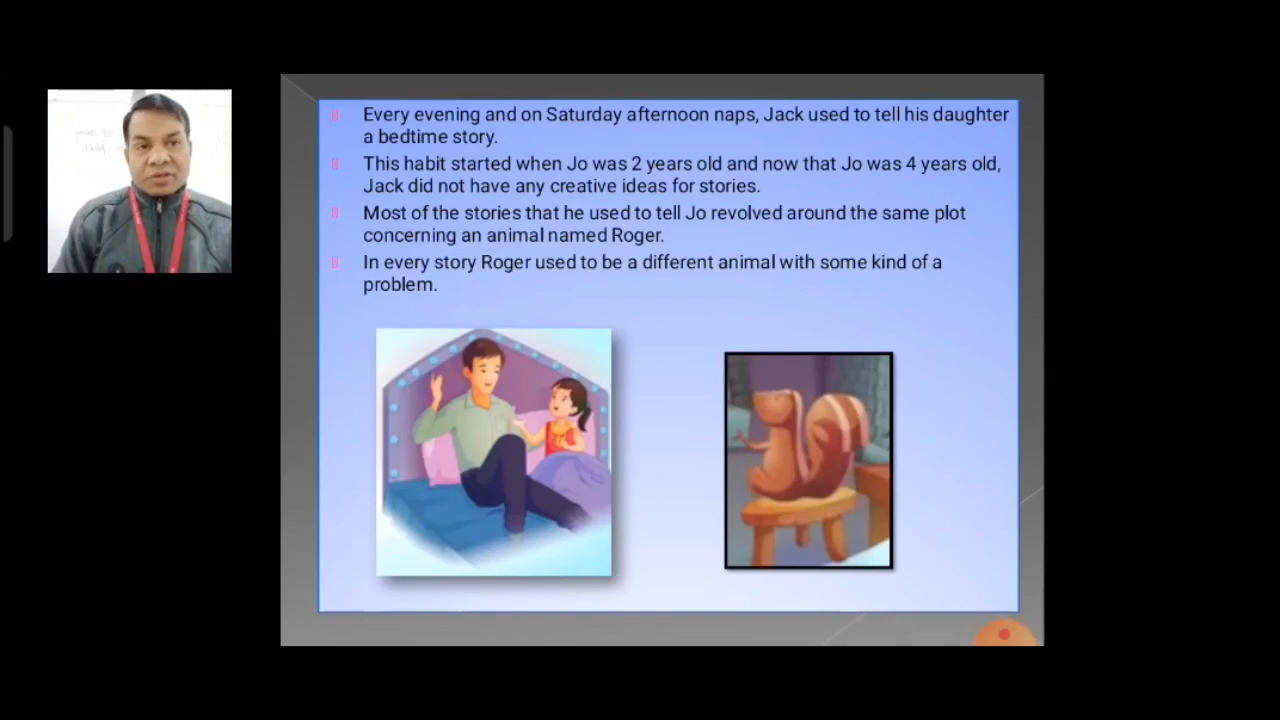 Every evening and on Saturday afternoon naps, Jack used to tell his daughter
a bedtime story.
This habit started when Jo was 2 years old and now that Jo was 4 years old,
Jack did not have any creative ideas for stories.
Most of the stories that he used to tell Jo revolved around the same plot
concerning an animal named Roger.
In every story Roger used to be a different animal with some kind of a
problem.